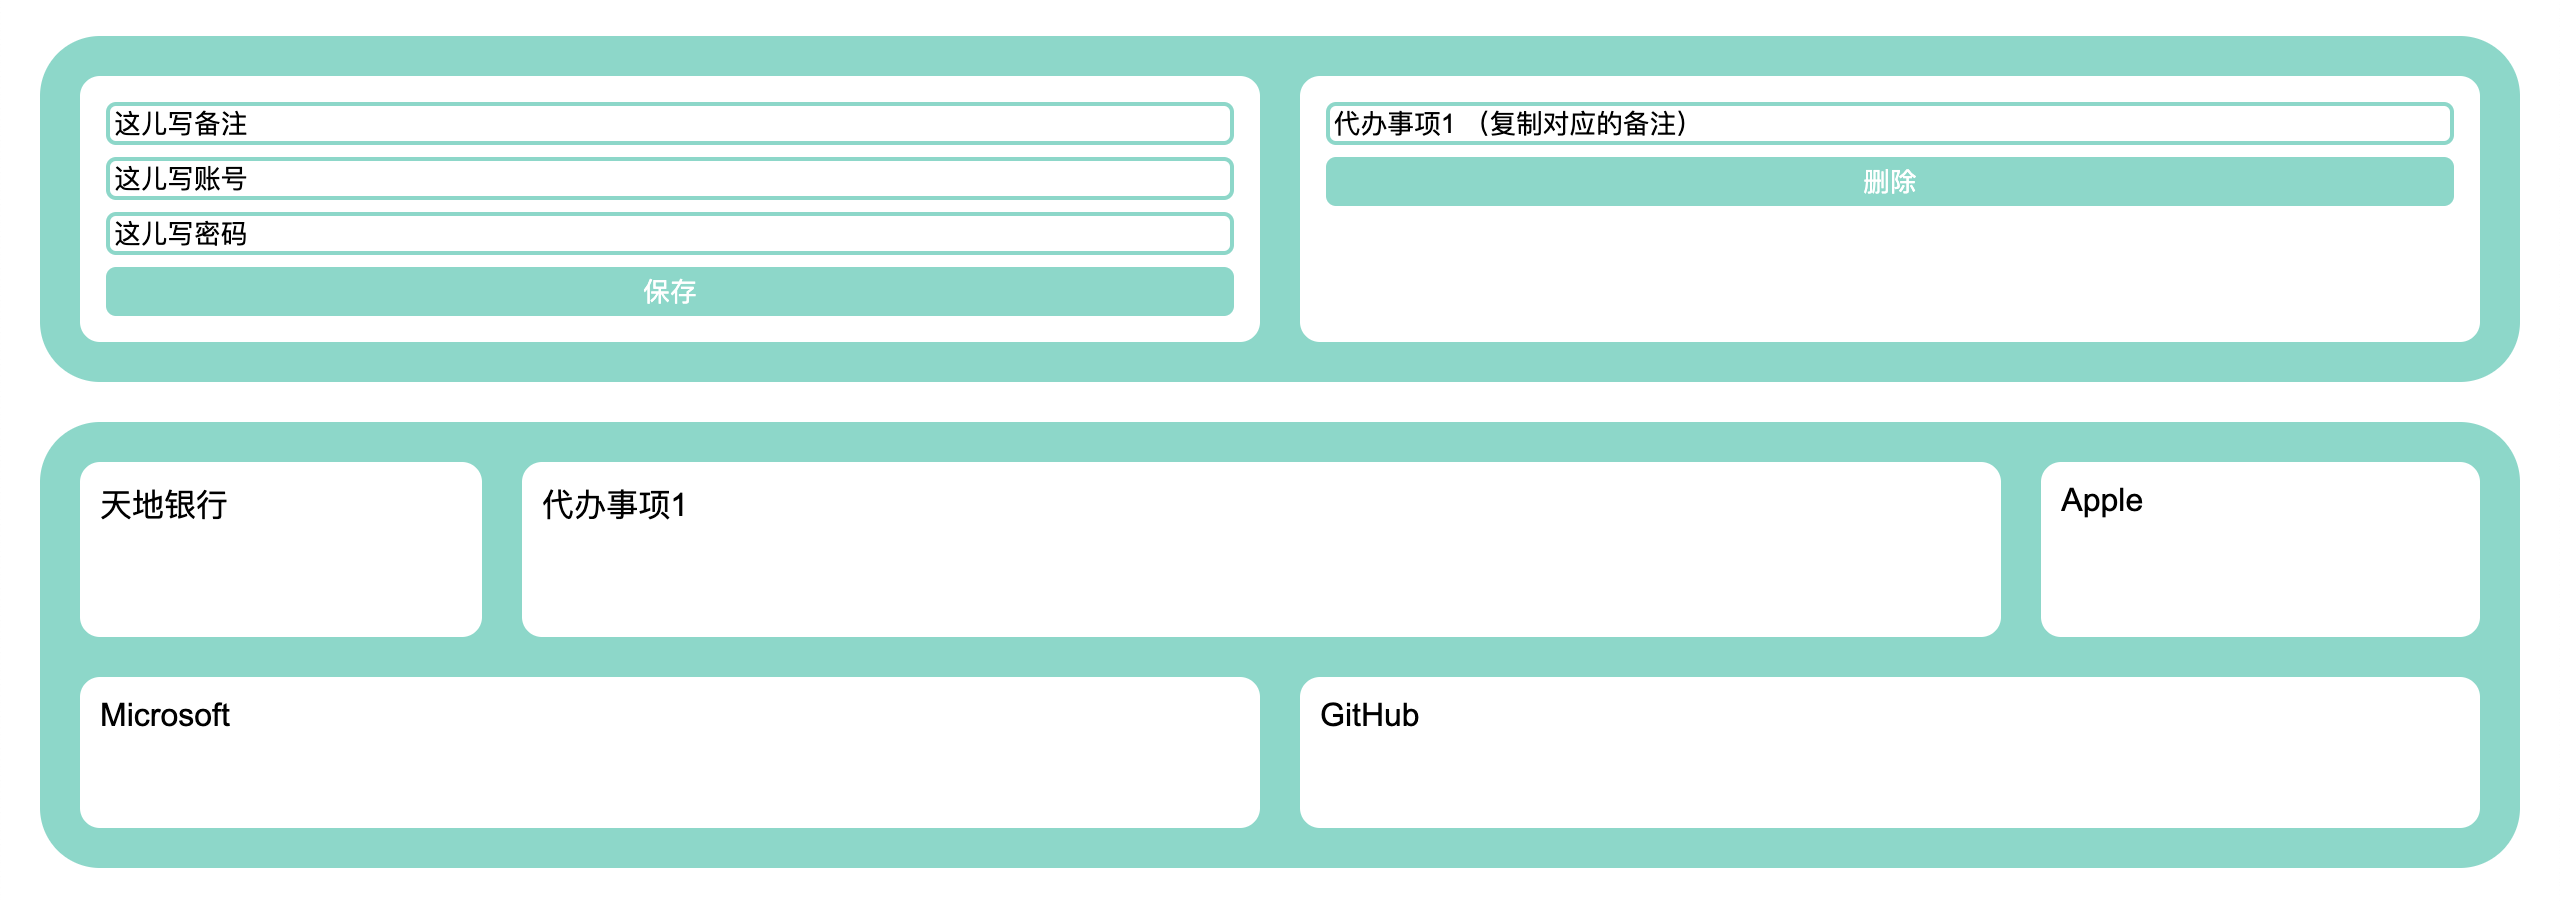 这儿写备注
这儿写账号
这儿写密码
保存
代办事项1 （复制对应的备注）
删除
天地银行
代办事项1
Apple
Microsoft
GitHub